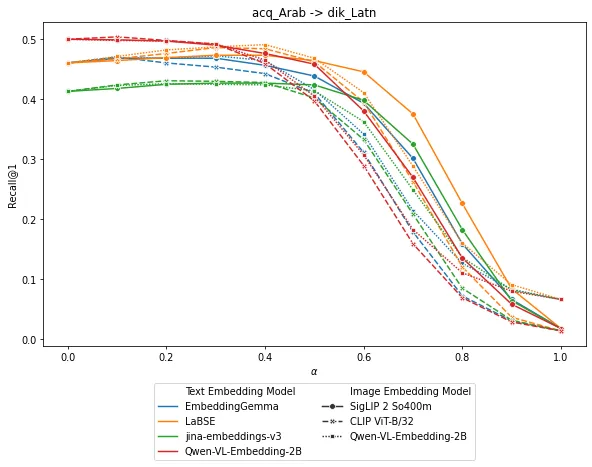 acq_Arab -> dik_Latn
Recall@1
0.5
0.4
0.3
0.2
0.1
0.0
0.0 0.2 0.4 0.6 0.8 1.0
α
Text Embedding Model
EmbeddingGemma
LaBSE
jina-embeddings-v3
Qwen-VL-Embedding-2B
Image Embedding Model
SigLIP 2 So400m
CLIP ViT-B/32
Qwen-VL-Embedding-2B